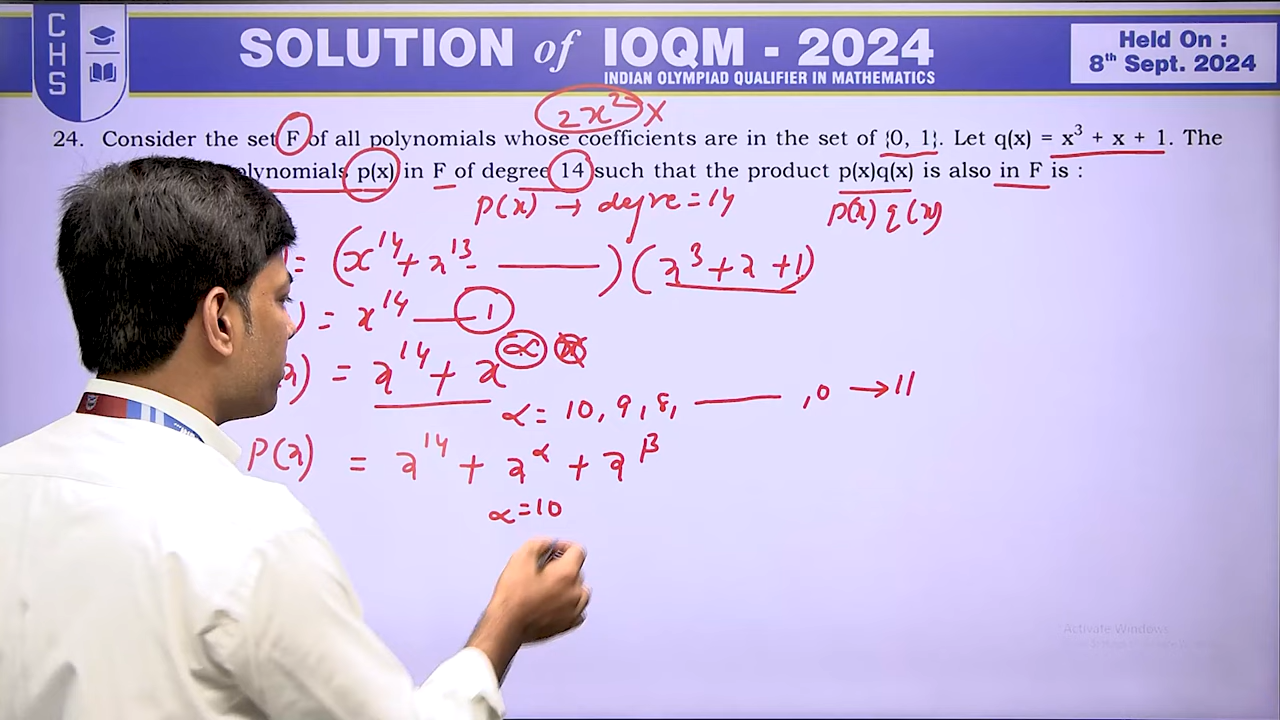 CHS
SOLUTION of IOQM - 2024
INDIAN OLYMPIAD QUALIFIER IN MATHEMATICS
Held On :
8th Sept. 2024
2x² X
24. Consider the set F of all polynomials whose coefficients are in the set of {0, 1}. Let q(x) = x³ + x + 1. The
polynomials p(x) in F of degree 14 such that the product p(x)q(x) is also in F is :
P(x) → degre = 14
P(x) q(x)
= (x¹⁴ + x¹³ - ———) (x³ + x + 1)
) = x¹⁴ —— 1
) = x¹⁴ + x^α
α = 10, 9, 8, ———, 0 → 11
P(x) = x¹⁴ + x^α + x^β
α = 10
Activate Windows